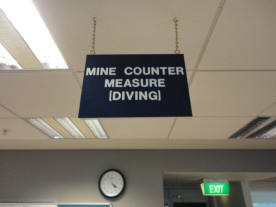 MINE COUNTER
MEASURE
(DIVING)
EXIT